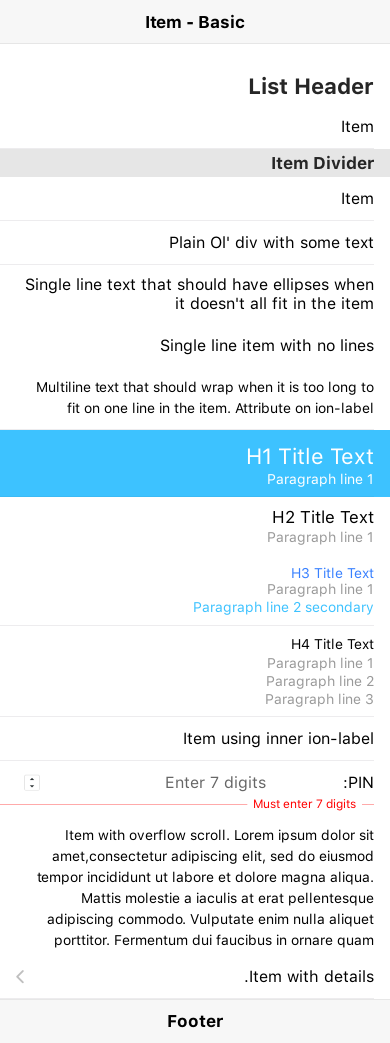 Item - Basic
List Header
Item
Item Divider
Item
Plain Ol' div with some text
Single line text that should have ellipses when
it doesn't all fit in the item
Single line item with no lines
Multiline text that should wrap when it is too long to
fit on one line in the item. Attribute on ion-label
H1 Title Text
Paragraph line 1
H2 Title Text
Paragraph line 1
H3 Title Text
Paragraph line 1
Paragraph line 2 secondary
H4 Title Text
Paragraph line 1
Paragraph line 2
Paragraph line 3
Item using inner ion-label
Enter 7 digits :PIN
Must enter 7 digits
Item with overflow scroll. Lorem ipsum dolor sit
amet,consectetur adipiscing elit, sed do eiusmod
tempor incididunt ut labore et dolore magna aliqua.
Mattis molestie a iaculis at erat pellentesque
adipiscing commodo. Vulputate enim nulla aliquet
porttitor. Fermentum dui faucibus in ornare quam
.Item with details
Footer